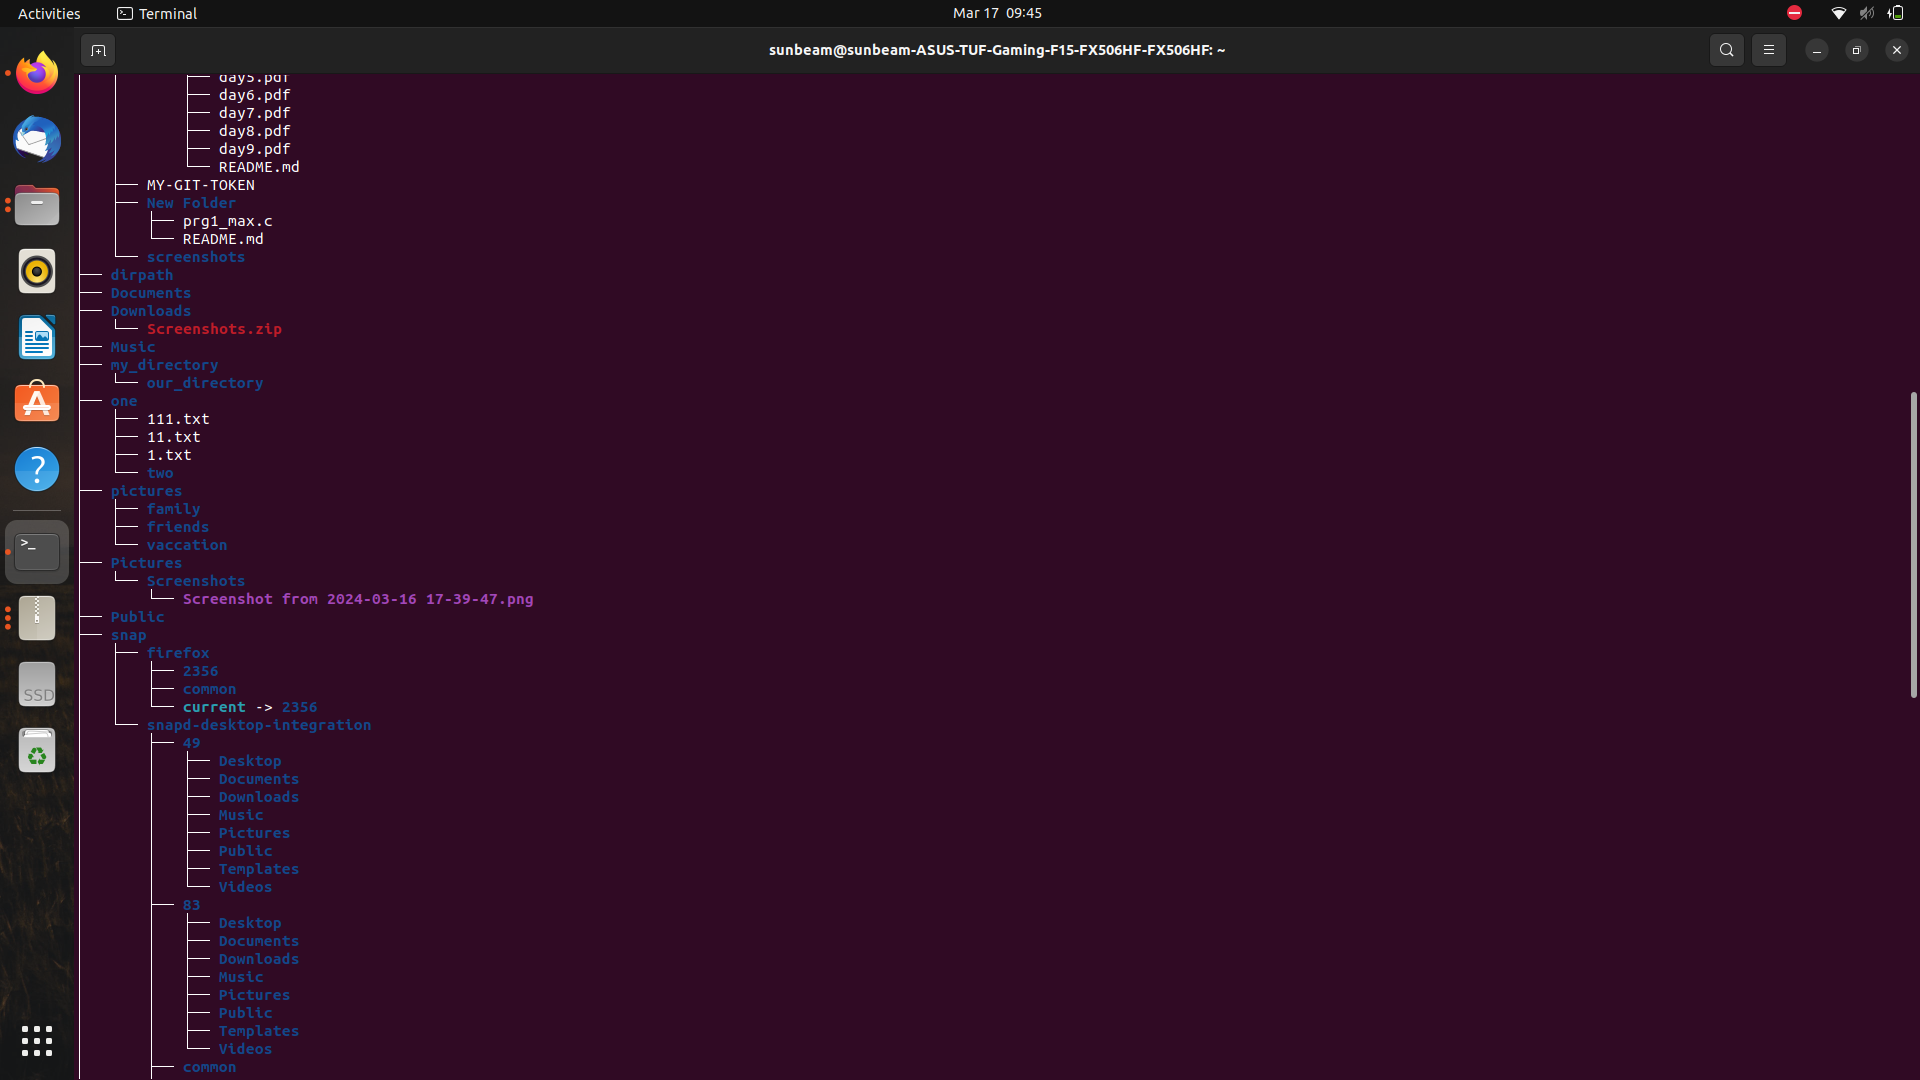 Activities Terminal Mar 17 09:45
sunbeam@sunbeam-ASUS-TUF-Gaming-F15-FX506HF-FX506HF: ~
day5.pdf
day6.pdf
day7.pdf
day8.pdf
day9.pdf
README.md
MY-GIT-TOKEN
New Folder
prg1_max.c
README.md
screenshots
dirpath
Documents
Downloads
Screenshots.zip
Music
my_directory
our_directory
one
111.txt
11.txt
1.txt
two
pictures
family
friends
vaccation
Pictures
Screenshots
Screenshot from 2024-03-16 17-39-47.png
Public
snap
firefox
2356
common
current -> 2356
snapd-desktop-integration
49
Desktop
Documents
Downloads
Music
Pictures
Public
Templates
Videos
83
Desktop
Documents
Downloads
Music
Pictures
Public
Templates
Videos
common
SSD